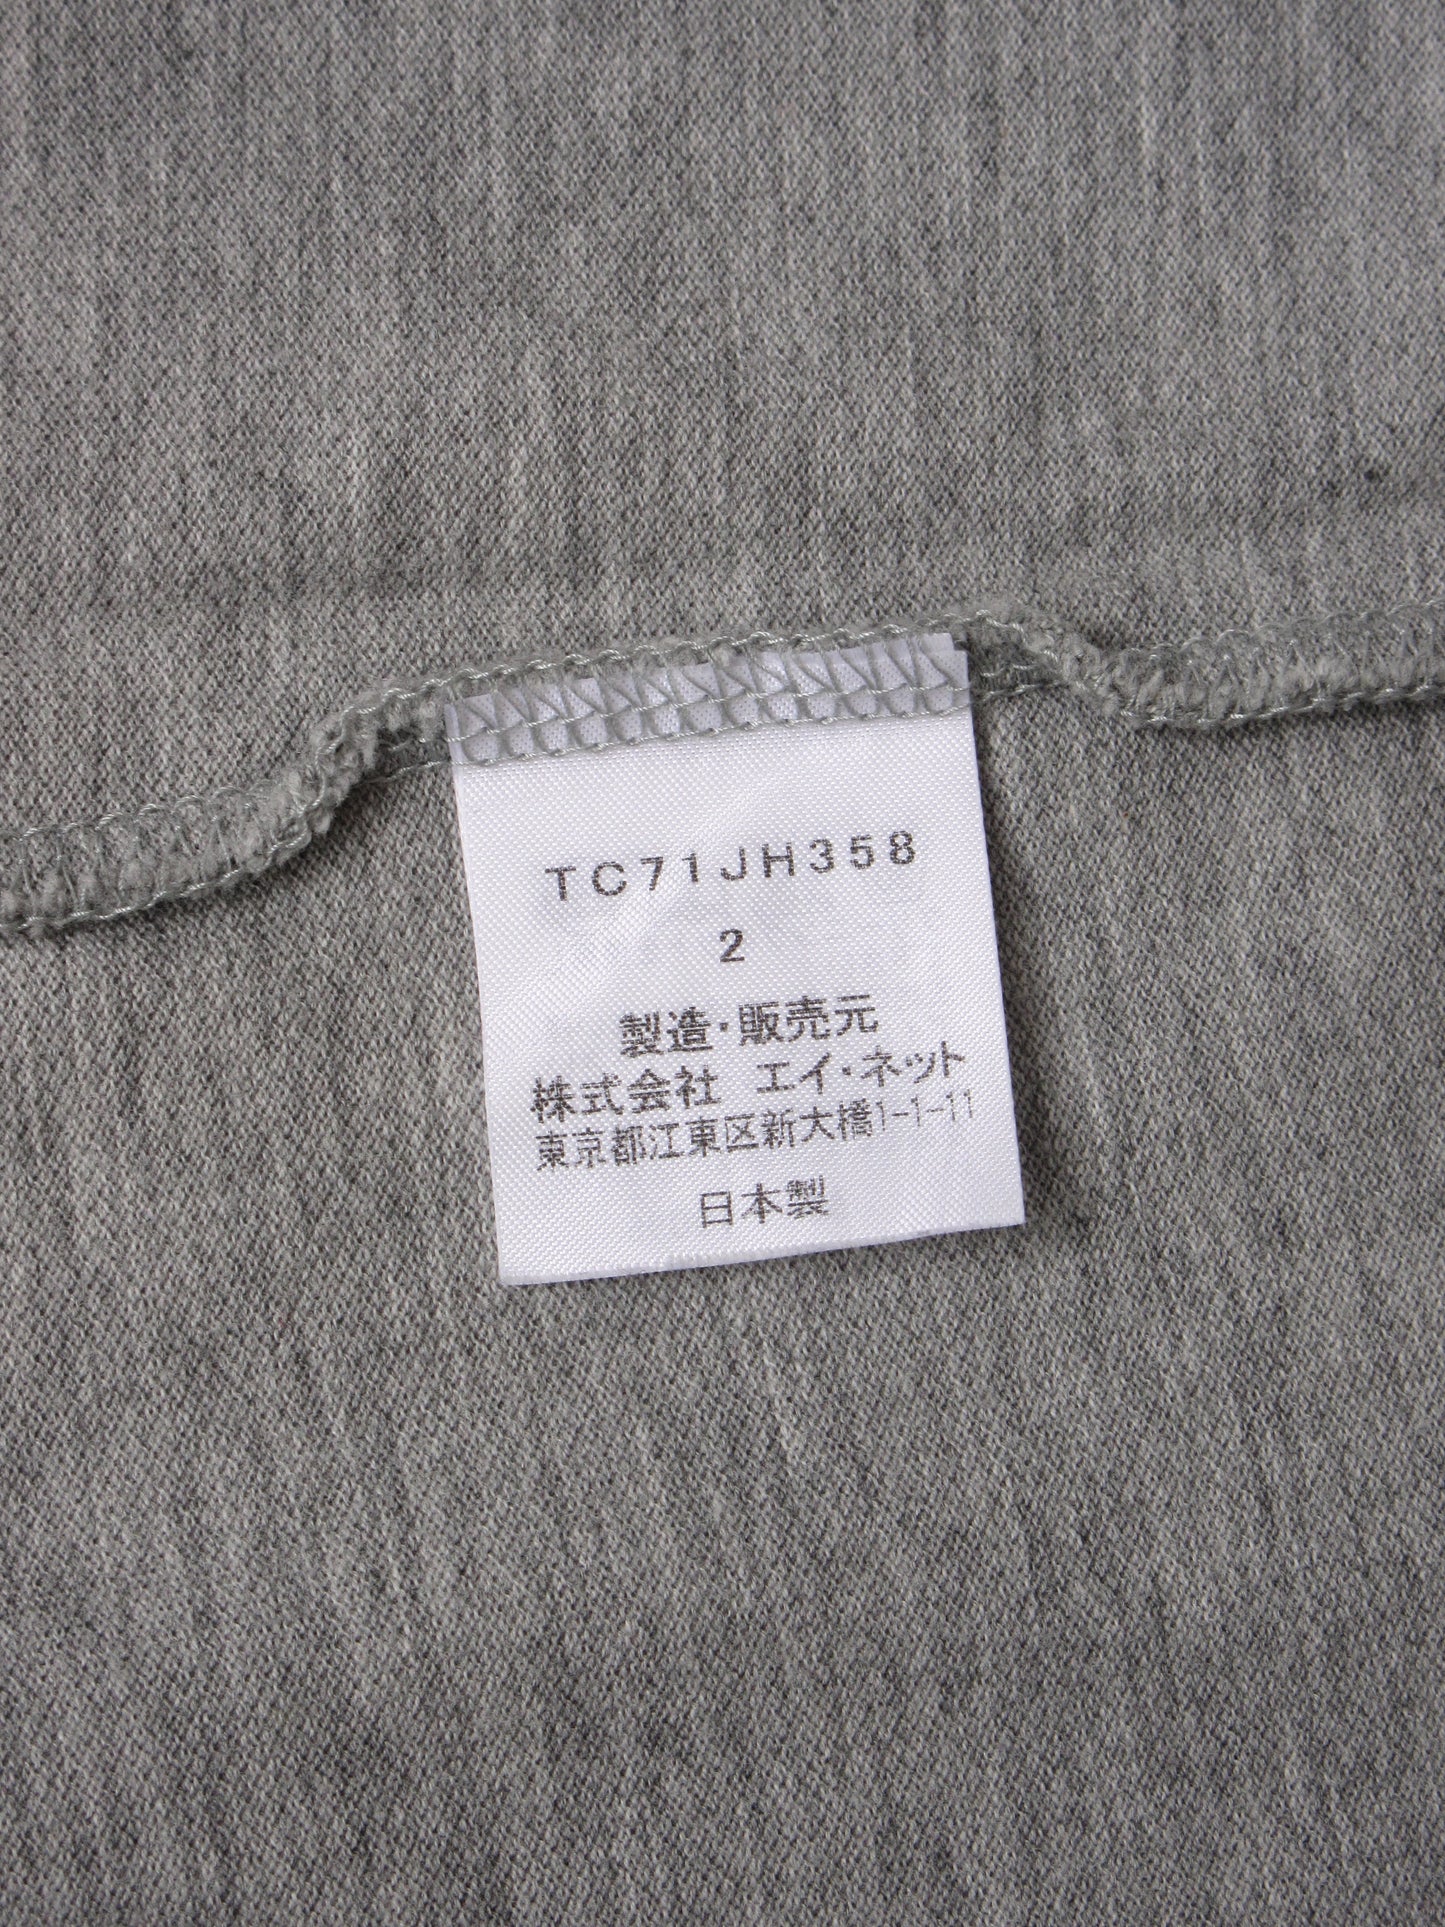 TC71JH358
2
製造・販売元
株式会社 エイ・ネット
東京都江東区新大橋1-1-11
日本製